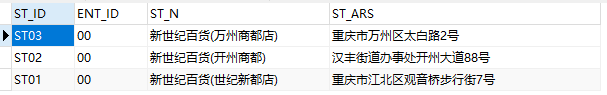 ST_ID ENT_ID ST_N ST_ARS
ST03 00 新世纪百货(万州商都店) 重庆市万州区太白路2号
ST02 00 新世纪百货(开州商都) 汉丰街道办事处开州大道88号
ST01 00 新世纪百货(世纪新都店) 重庆市江北区观音桥步行街7号